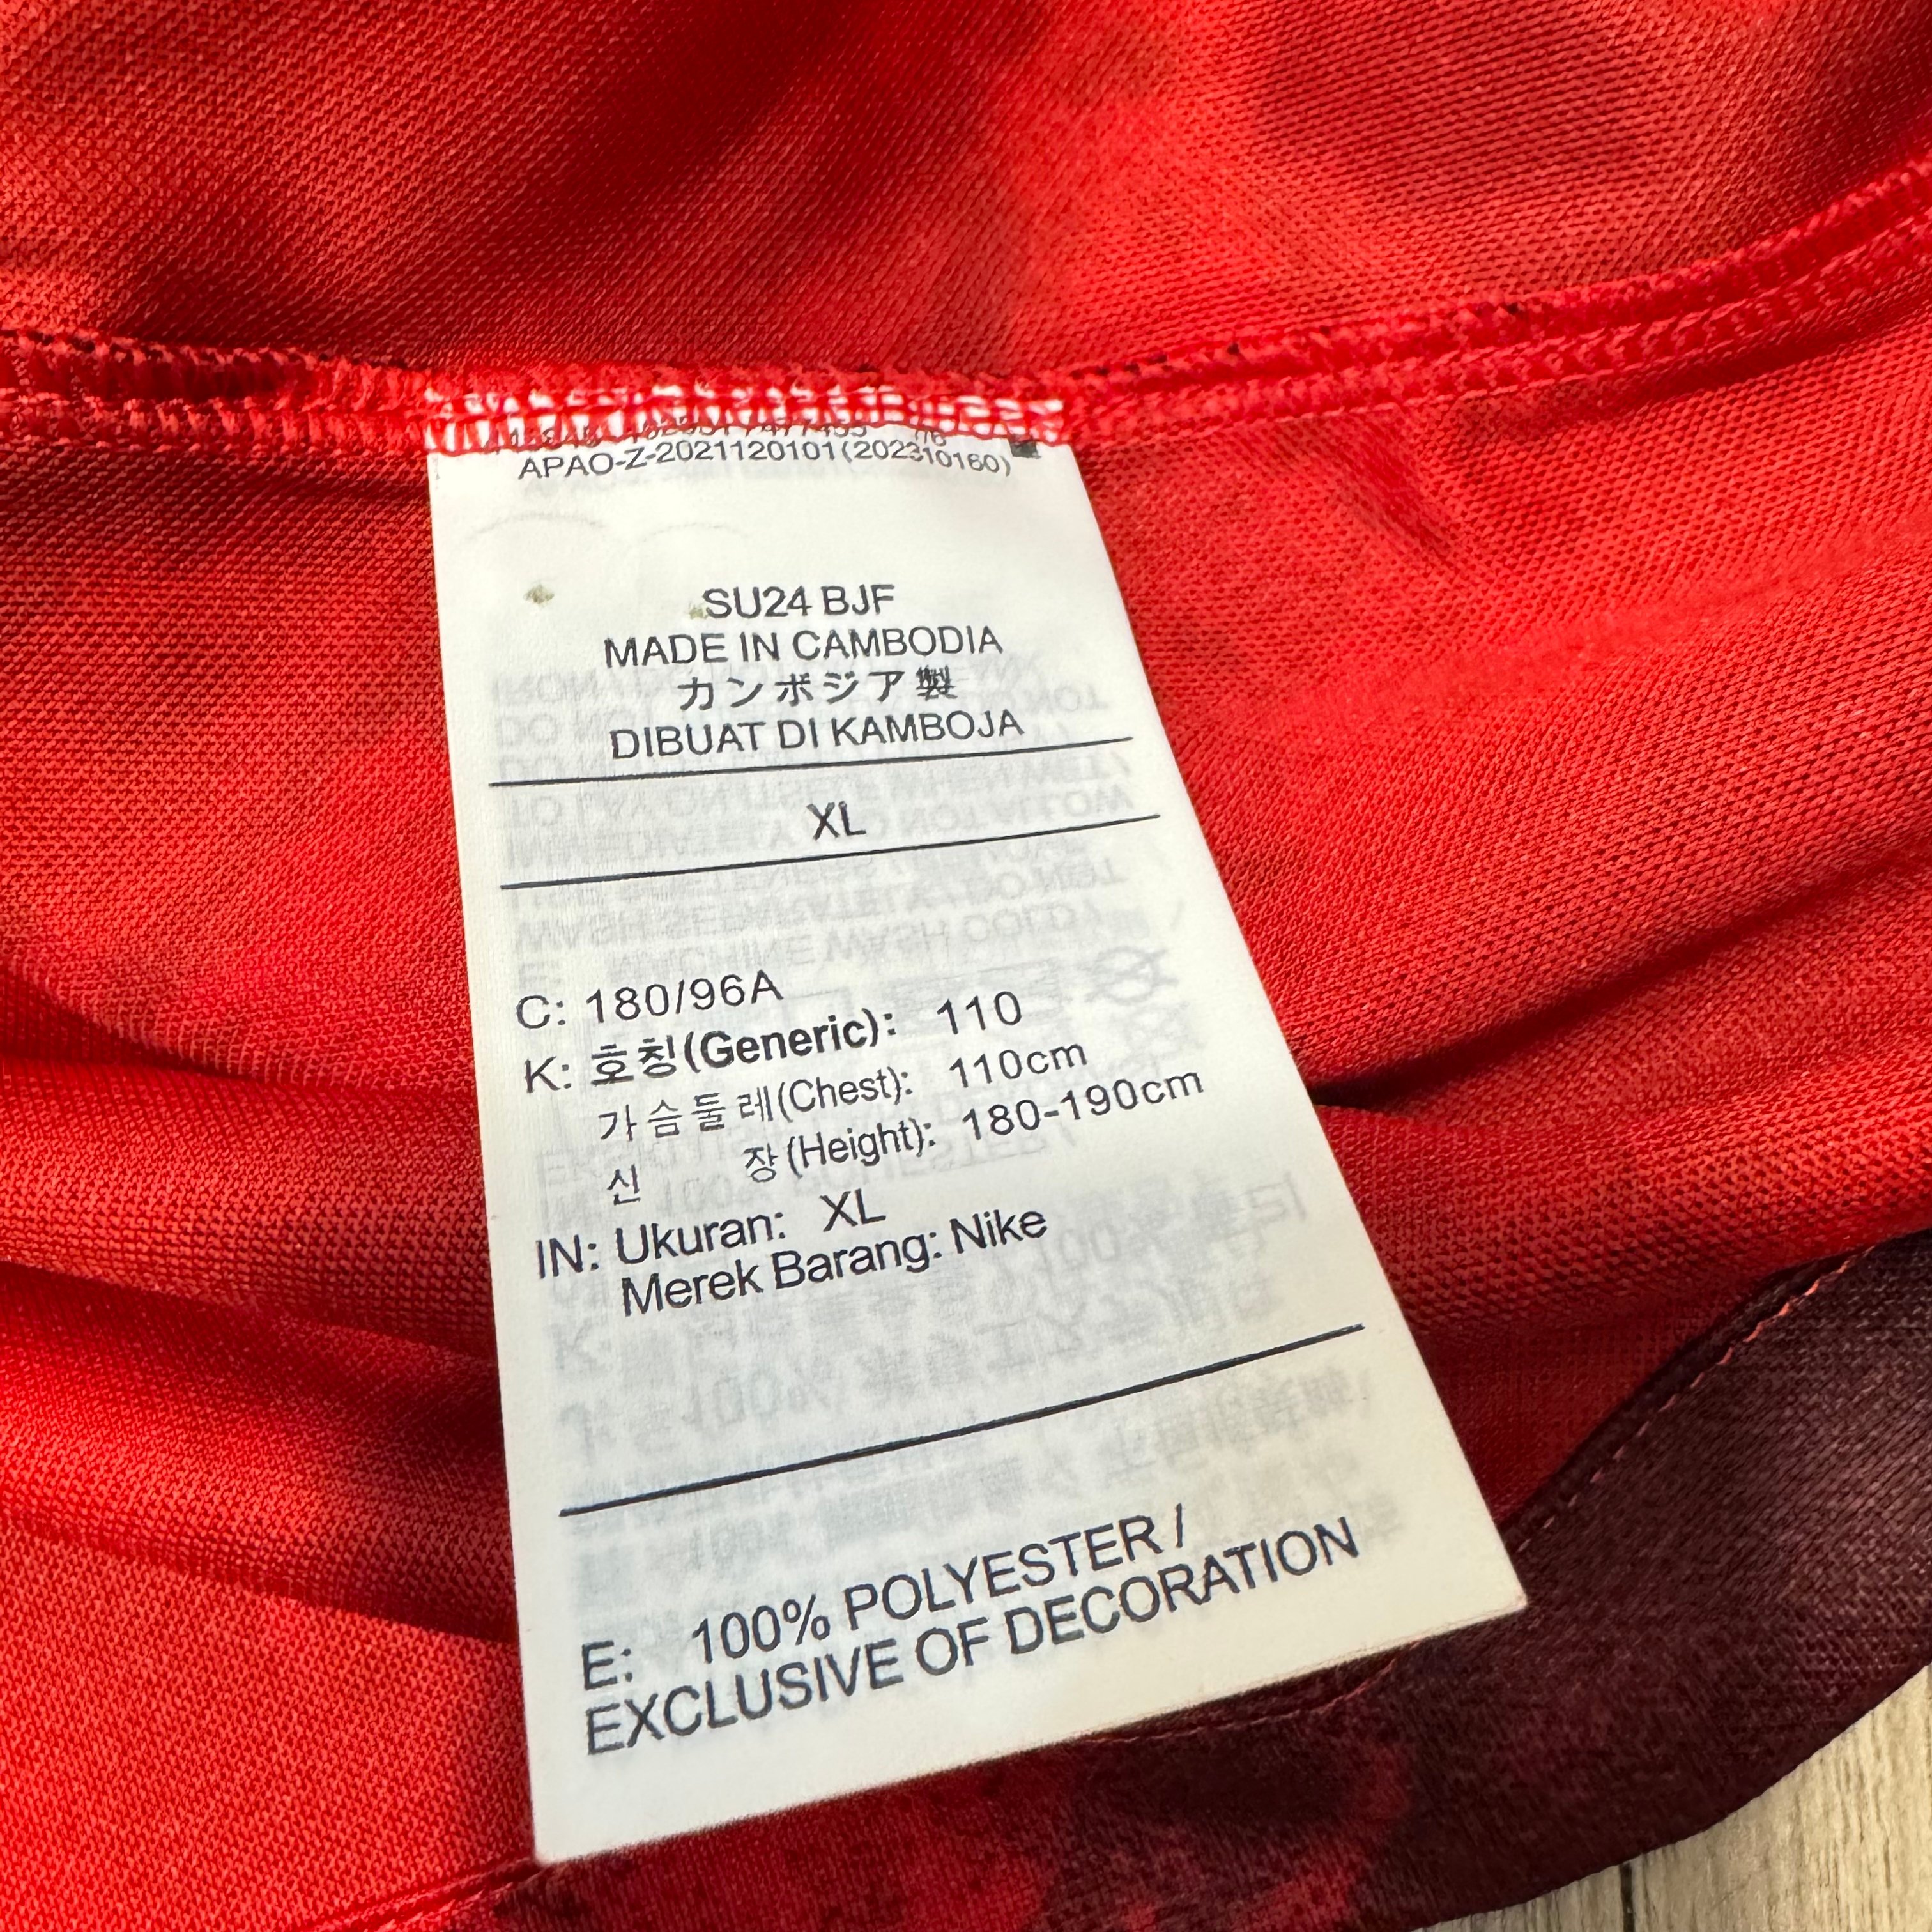 APAO-Z-2021120101(202310160)
SU24 BJF
MADE IN CAMBODIA
カンボジア製
DIBUAT DI KAMBOJA
XL
C: 180/96A
K: 호칭(Generic): 110
가슴둘레(Chest): 110cm
신 장(Height): 180-190cm
IN: Ukuran: XL
Merek Barang: Nike
E: 100% POLYESTER /
EXCLUSIVE OF DECORATION